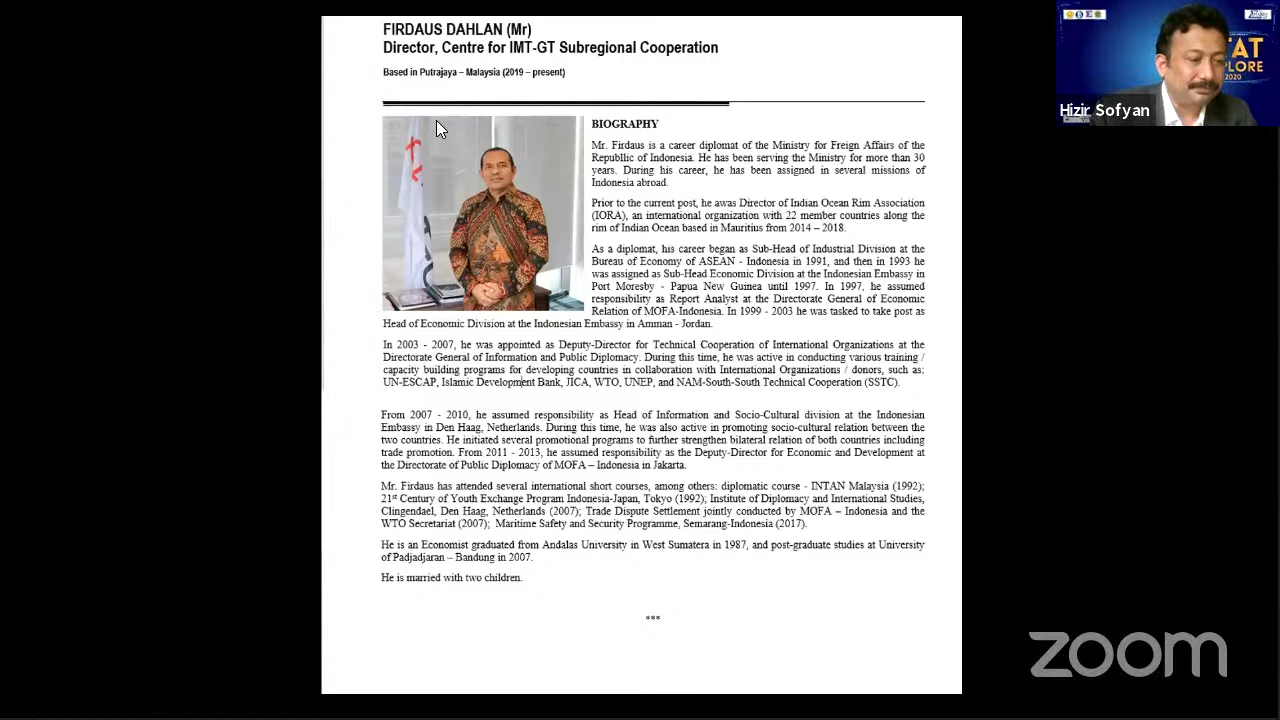 FIRDAUS DAHLAN (Mr)
Director, Centre for IMT-GT Subregional Cooperation
Based in Putrajaya – Malaysia (2019 – present)
BIOGRAPHY
Mr. Firdaus is a career diplomat of the Ministry for Freign Affairs of the
Republlic of Indonesia. He has been serving the Ministry for more than 30
years. During his career, he has been assigned in several missions of
Indonesia abroad.
Prior to the current post, he awas Director of Indian Ocean Rim Association
(IORA), an international organization with 22 member countries along the
rim of Indian Ocean based in Mauritius from 2014 – 2018.
As a diplomat, his career began as Sub-Head of Industrial Division at the
Bureau of Economy of ASEAN - Indonesia in 1991, and then in 1993 he
was assigned as Sub-Head Economic Division at the Indonesian Embassy in
Port Moresby - Papua New Guinea until 1997. In 1997, he assumed
responsibility as Report Analyst at the Directorate General of Economic
Relation of MOFA-Indonesia. In 1999 - 2003 he was tasked to take post as
Head of Economic Division at the Indonesian Embassy in Amman - Jordan.
In 2003 - 2007, he was appointed as Deputy-Director for Technical Cooperation of International Organizations at the
Directorate General of Information and Public Diplomacy. During this time, he was active in conducting various training /
capacity building programs for developing countries in collaboration with International Organizations / donors, such as:
UN-ESCAP, Islamic Development Bank, JICA, WTO, UNEP, and NAM-South-South Technical Cooperation (SSTC).
From 2007 - 2010, he assumed responsibility as Head of Information and Socio-Cultural division at the Indonesian
Embassy in Den Haag, Netherlands. During this time, he was also active in promoting socio-cultural relation between the
two countries. He initiated several promotional programs to further strengthen bilateral relation of both countries including
trade promotion. From 2011 - 2013, he assumed responsibility as the Deputy-Director for Economic and Development at
the Directorate of Public Diplomacy of MOFA – Indonesia in Jakarta.
Mr. Firdaus has attended several international short courses, among others: diplomatic course - INTAN Malaysia (1992);
21st Century of Youth Exchange Program Indonesia-Japan, Tokyo (1992); Institute of Diplomacy and International Studies,
Clingendael, Den Haag, Netherlands (2007); Trade Dispute Settlement jointly conducted by MOFA – Indonesia and the
WTO Secretariat (2007); Maritime Safety and Security Programme, Semarang-Indonesia (2017).
He is an Economist graduated from Andalas University in West Sumatera in 1987, and post-graduate studies at University
of Padjadjaran – Bandung in 2007.
He is married with two children.
***
TAT
PLORE
2020
Hizir Sofyan
zoom